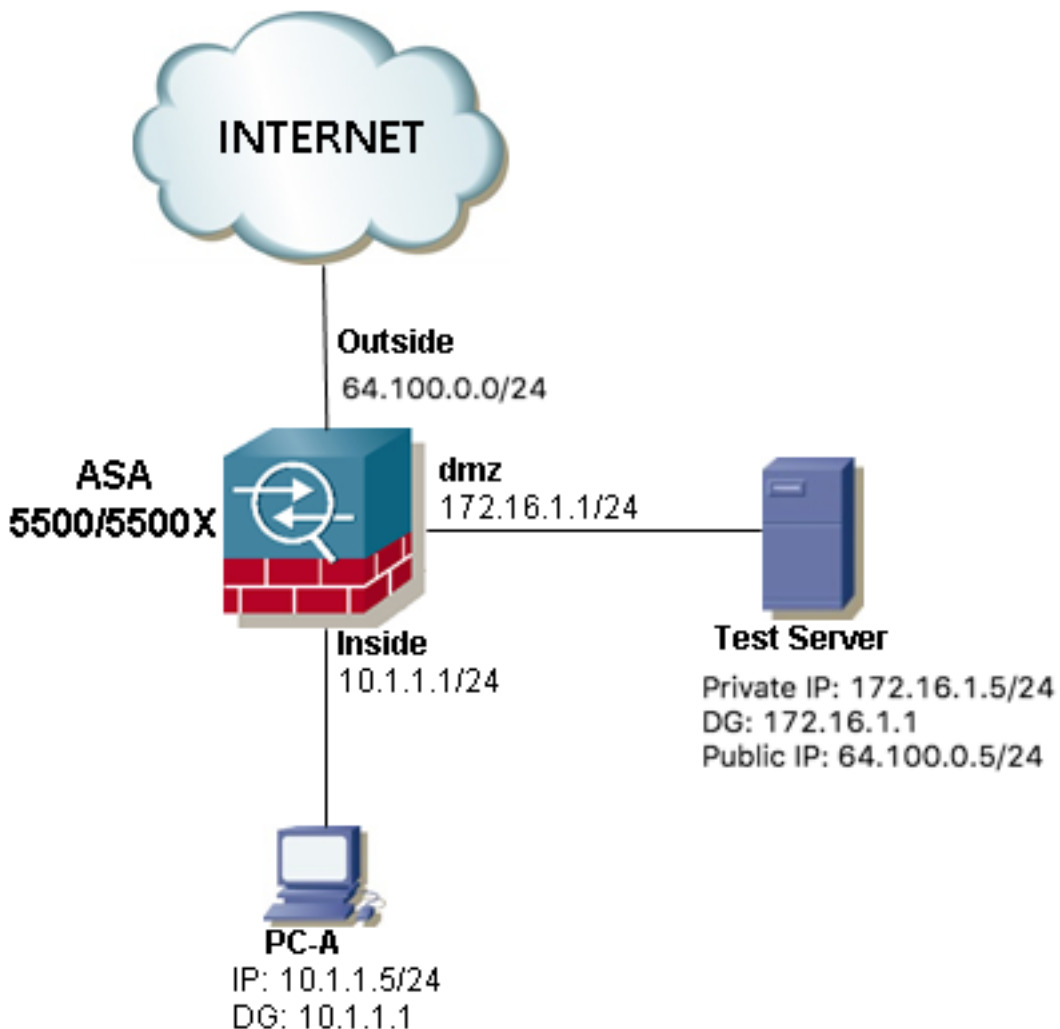 INTERNET
Outside
64.100.0.0/24
ASA
5500/5500X
dmz
172.16.1.1/24
Inside
10.1.1.1/24
Test Server
Private IP: 172.16.1.5/24
DG: 172.16.1.1
Public IP: 64.100.0.5/24
PC-A
IP: 10.1.1.5/24
DG: 10.1.1.1